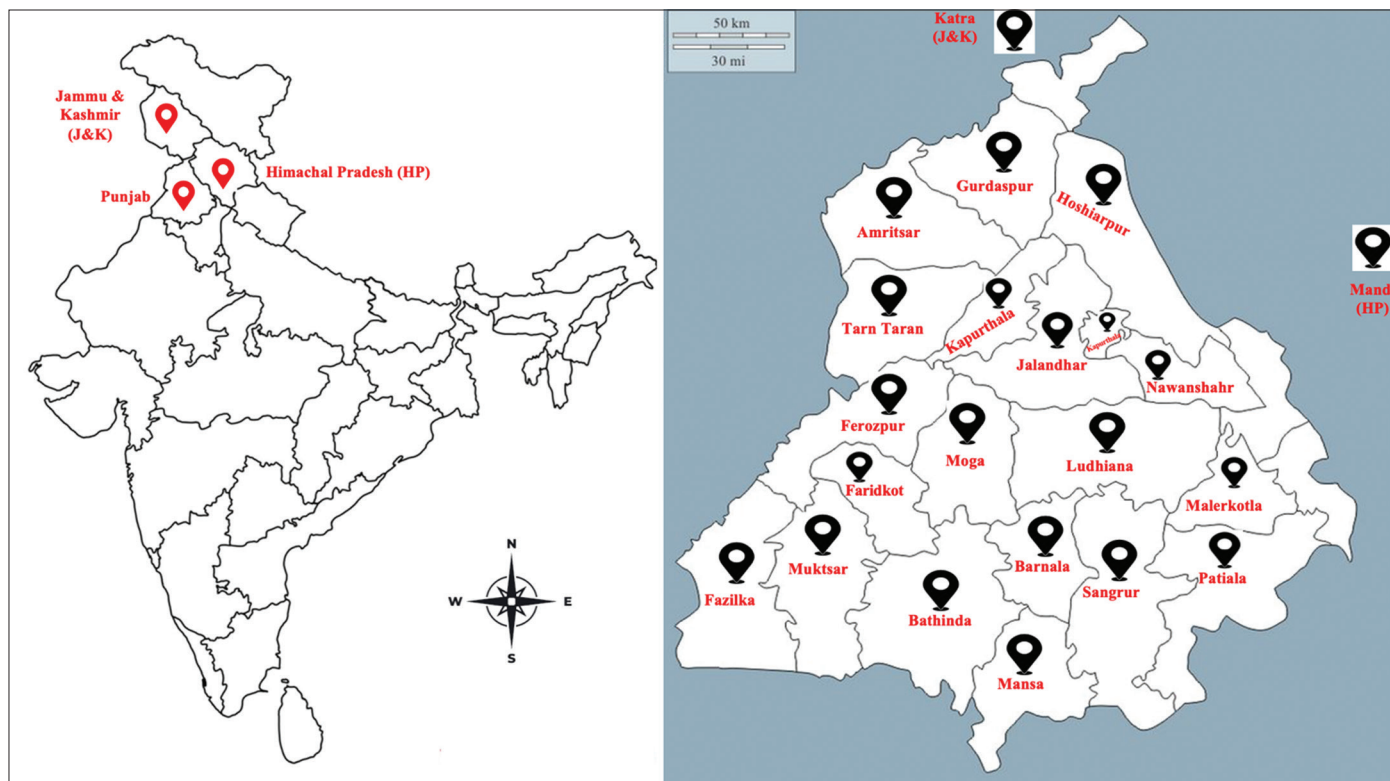 Jammu &
Kashmir
(J&K)
Himachal Pradesh (HP)
Punjab
N
W
E
S
50 km
30 mi
Katra
(J&K)
Gurdaspur
Hoshiarpur
Amritsar
Mand
(HP)
Tarn Taran
Kapurthala
Jalandhar
Kapurthala
Nawanshahr
Ferozpur
Moga
Ludhiana
Faridkot
Malerkotla
Muktsar
Barnala
Patiala
Fazilka
Sangrur
Bathinda
Mansa